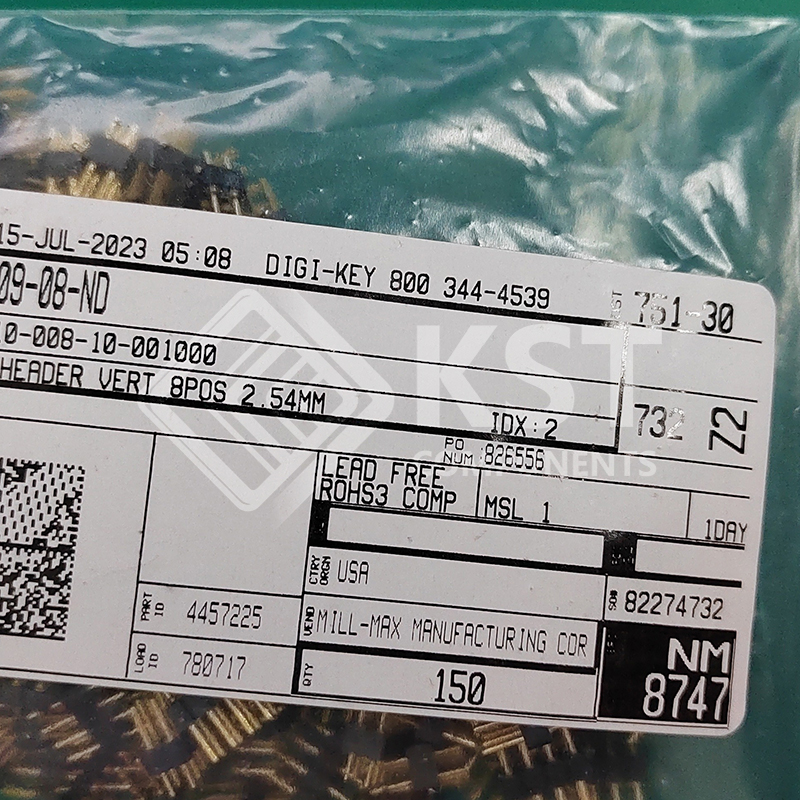 15-JUL-2023 05:08 DIGI-KEY 800 344-4539
09-08-ND
751-30
10-008-10-001000
HEADER VERT 8POS 2.54MM
IDX:2
732 Z2
PO NUM:826556
KST
COMPONENTS
LEAD FREE
ROHS3 COMP
MSL 1
1DAY
CTRY ORGN USA
PART ID 4457225
SO# 82274732
VEND MILL-MAX MANUFACTURING COR
LOAD ID 780717
QTY 150
NM
8747